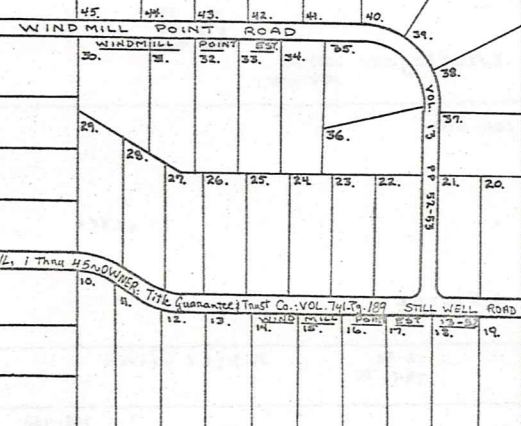 45. 44. 43. 42. 41. 40.
WINDMILL POINT ROAD
39.
WINDMILL POINT EST.
30. 31. 32. 33. 34. 35.
38.
VOL. 13 PP 52-53
37.
36.
29.
28.
27. 26. 25. 24. 23. 22. 21. 20.
1 Thru 45~OWNER: Title Guarantee & Trust Co.: VOL. 741-Pg. 189 STILL WELL ROAD
10.
11.
12. 13. 14. 15. 16. 17. 18. 19.
WIND MILL POINT EST